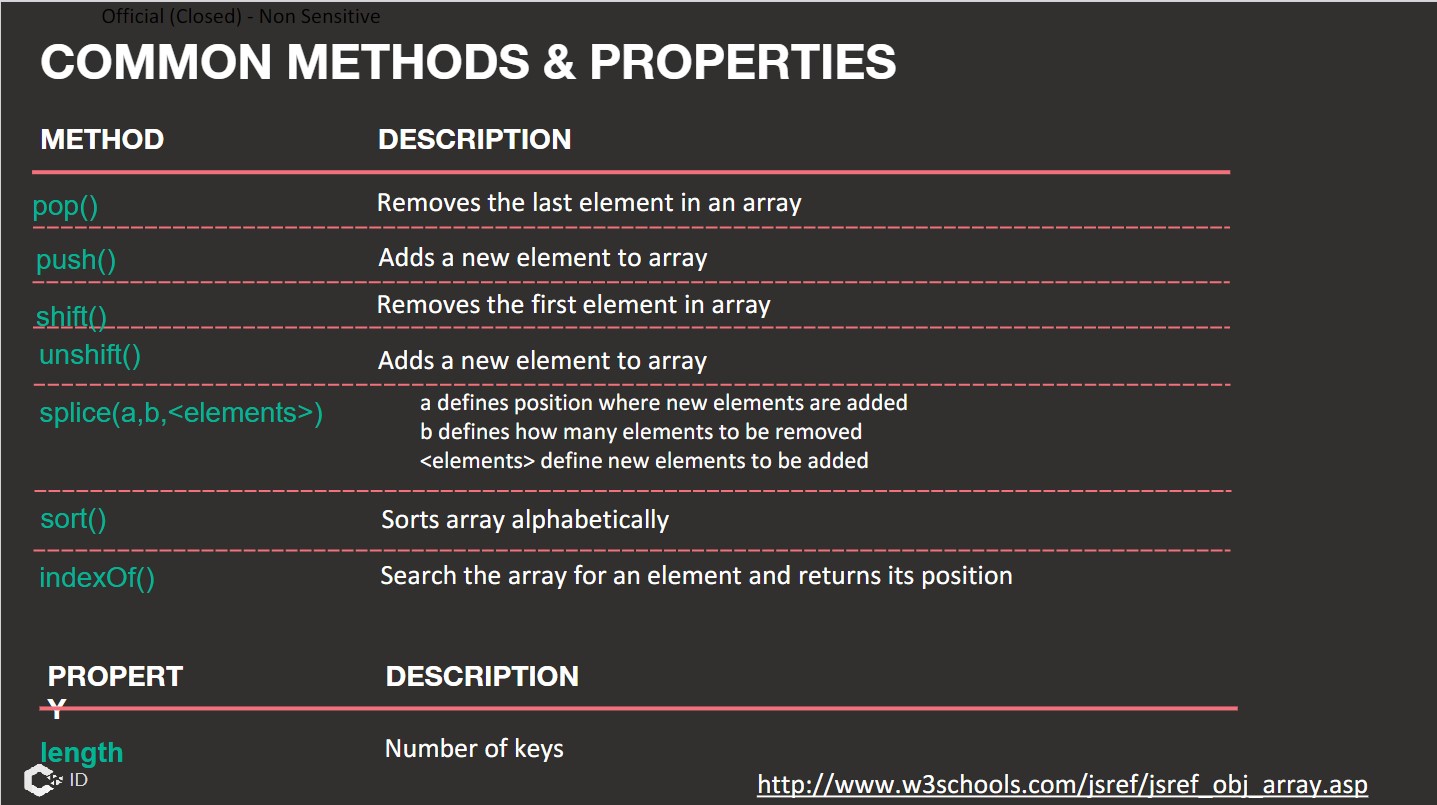 Official (Closed) - Non Sensitive
COMMON METHODS & PROPERTIES
METHOD DESCRIPTION
pop() Removes the last element in an array
push() Adds a new element to array
shift() Removes the first element in array
unshift() Adds a new element to array
splice(a,b,<elements>) a defines position where new elements are added
b defines how many elements to be removed
<elements> define new elements to be added
sort() Sorts array alphabetically
indexOf() Search the array for an element and returns its position
PROPERT DESCRIPTION
Y
length Number of keys
ID
http://www.w3schools.com/jsref/jsref_obj_array.asp